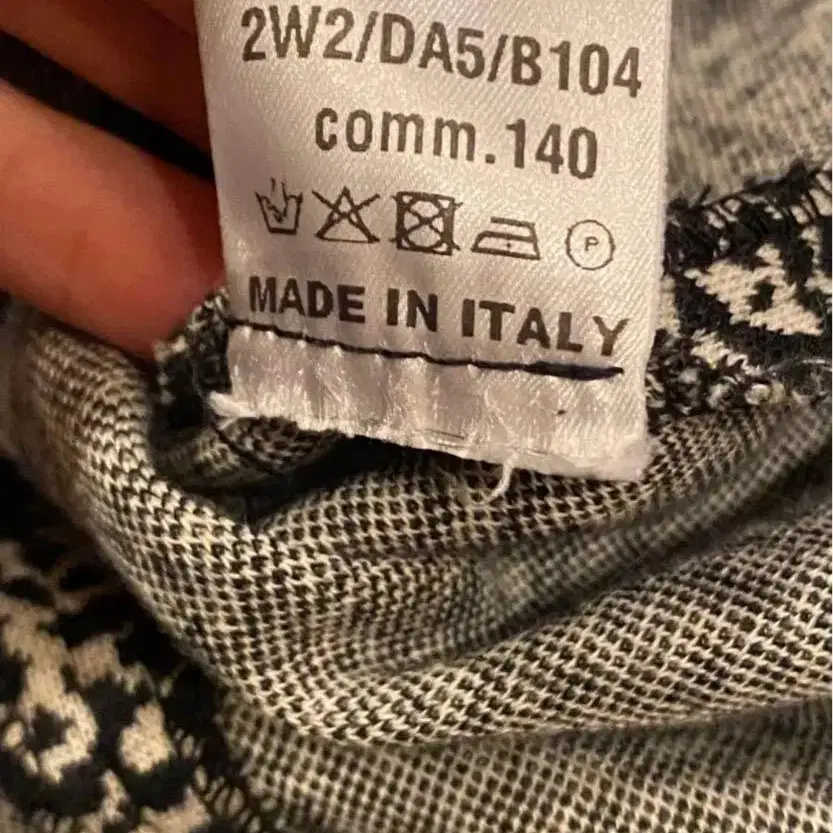 2W2/DA5/B104
comm.140
P
MADE IN ITALY